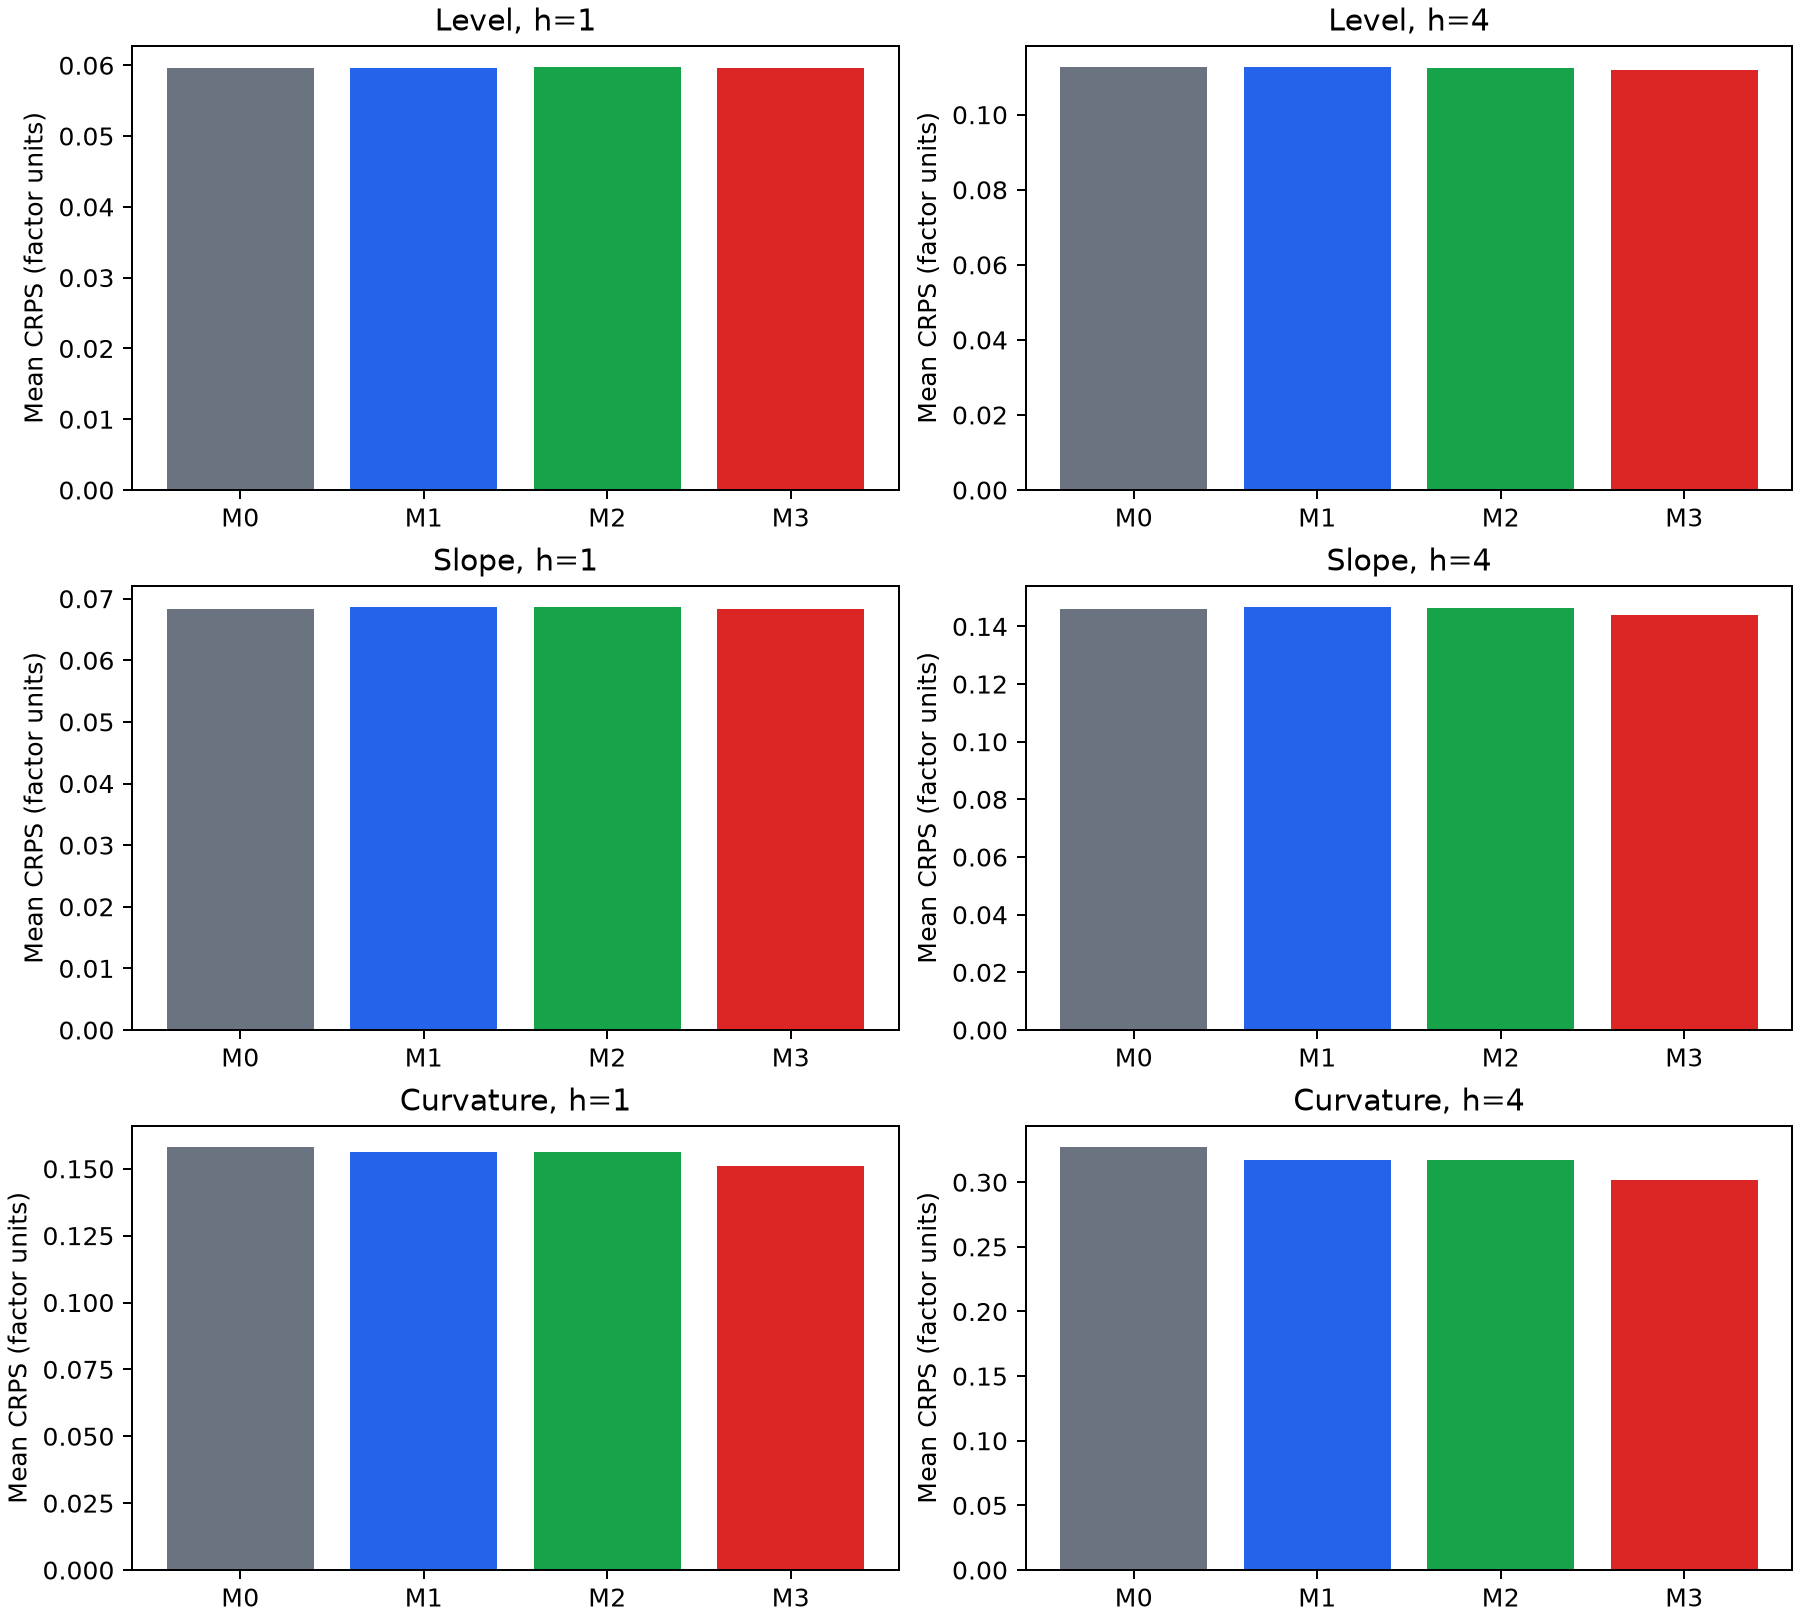 Level, h=1
Mean CRPS (factor units)
0.06
0.05
0.04
0.03
0.02
0.01
0.00
M0 M1 M2 M3
Level, h=4
Mean CRPS (factor units)
0.10
0.08
0.06
0.04
0.02
0.00
M0 M1 M2 M3
Slope, h=1
Mean CRPS (factor units)
0.07
0.06
0.05
0.04
0.03
0.02
0.01
0.00
M0 M1 M2 M3
Slope, h=4
Mean CRPS (factor units)
0.14
0.12
0.10
0.08
0.06
0.04
0.02
0.00
M0 M1 M2 M3
Curvature, h=1
Mean CRPS (factor units)
0.150
0.125
0.100
0.075
0.050
0.025
0.000
M0 M1 M2 M3
Curvature, h=4
Mean CRPS (factor units)
0.30
0.25
0.20
0.15
0.10
0.05
0.00
M0 M1 M2 M3